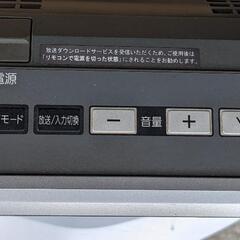 放送ダウンロードサービスを受信いただくため、ご使用後は
「リモコンで電源を切った状態」にされることをお勧めします。
電源
モード 放送/入力切換 － 音量 ＋